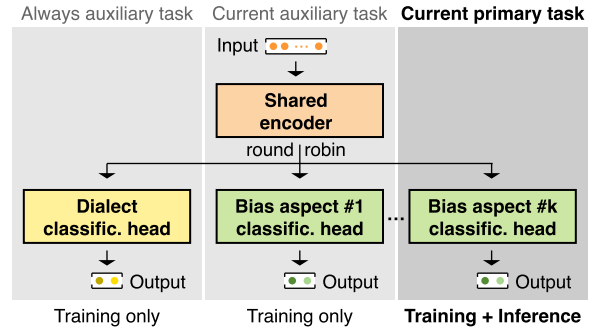 Always auxiliary task
Current auxiliary task
Current primary task
Input
Shared
encoder
round robin
Dialect
classific. head
Bias aspect #1
classific. head
...
Bias aspect #k
classific. head
Output
Output
Output
Training only
Training only
Training + Inference